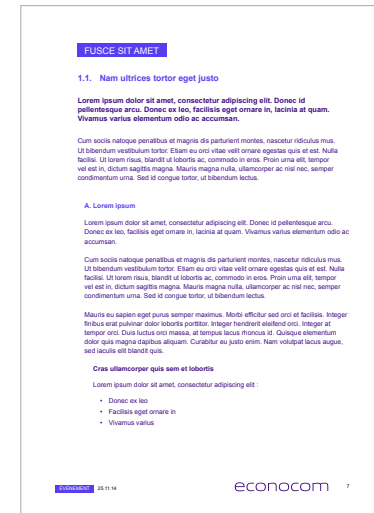 FUSCE SIT AMET
1.1. Nam ultrices tortor eget justo
Lorem ipsum dolor sit amet, consectetur adipiscing elit. Donec id
pellentesque arcu. Donec ex leo, facilisis eget ornare in, lacinia at quam.
Vivamus varius elementum odio ac accumsan.
Cum sociis natoque penatibus et magnis dis parturient montes, nascetur ridiculus mus.
Ut bibendum vestibulum tortor. Etiam eu orci vitae velit ornare egestas quis et est. Nulla
facilisi. Ut lorem risus, blandit ut lobortis ac, commodo in eros. Proin urna elit, tempor
vel est in, dictum sagittis magna. Mauris magna nulla, ullamcorper ac nisl nec, semper
condimentum urna. Sed id congue tortor, ut bibendum lectus.
A. Lorem ipsum
Lorem ipsum dolor sit amet, consectetur adipiscing elit. Donec id pellentesque arcu.
Donec ex leo, facilisis eget ornare in, lacinia at quam. Vivamus varius elementum odio ac
accumsan.
Cum sociis natoque penatibus et magnis dis parturient montes, nascetur ridiculus mus.
Ut bibendum vestibulum tortor. Etiam eu orci vitae velit ornare egestas quis et est. Nulla
facilisi. Ut lorem risus, blandit ut lobortis ac, commodo in eros. Proin urna elit, tempor
vel est in, dictum sagittis magna. Mauris magna nulla, ullamcorper ac nisl nec, semper
condimentum urna. Sed id congue tortor, ut bibendum lectus.
Mauris eu sapien eget purus semper maximus. Morbi efficitur sed orci et facilisis. Integer
finibus erat pulvinar dolor lobortis porttitor. Integer hendrerit eleifend orci. Integer at
tempor orci. Duis luctus orci massa, at tempus lacus rhoncus id. Quisque elementum
dolor quis magna dapibus aliquam. Curabitur eu justo enim. Nam volutpat lacus augue,
sed iaculis elit blandit quis.
Cras ullamcorper quis sem et lobortis
Lorem ipsum dolor sit amet, consectetur adipiscing elit :
• Donec ex leo
• Facilisis eget ornare in
• Vivamus varius
EVENEMENT 25.11.14 econocom 7